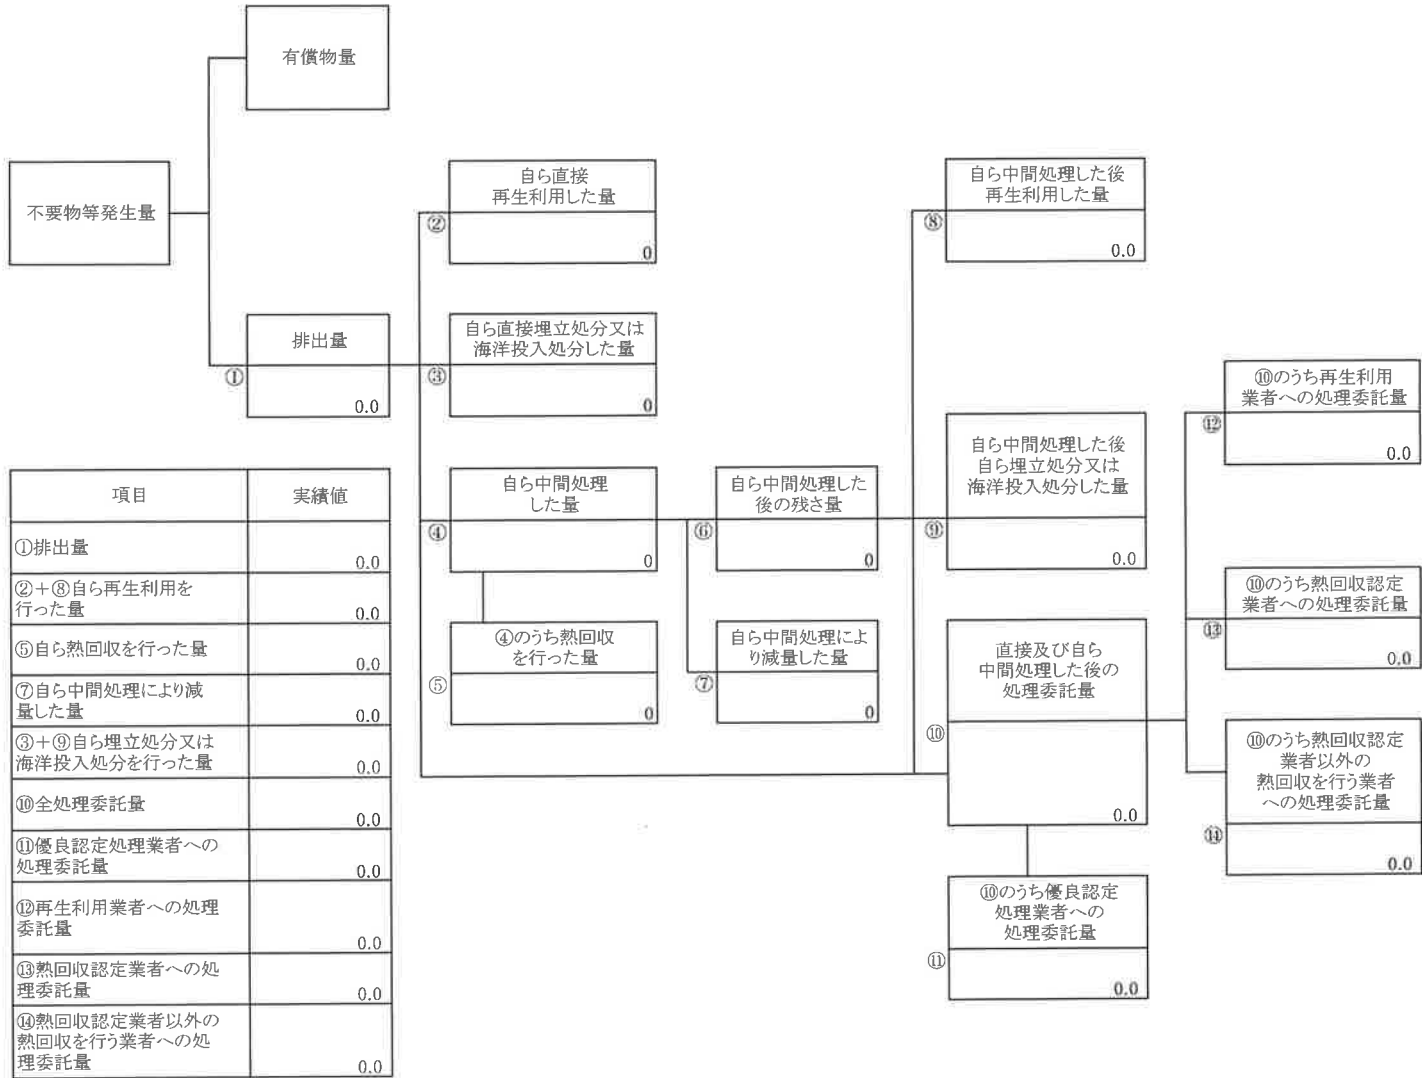 有償物量
不要物等発生量
排出量
①
0.0
自ら直接
再生利用した量
②
0
自ら直接埋立処分又は
海洋投入処分した量
③
0
自ら中間処理
した量
④
0
④のうち熱回収
を行った量
⑤
0
自ら中間処理した
後の残さ量
⑥
0
自ら中間処理によ
り減量した量
⑦
0
自ら中間処理した後
再生利用した量
⑧
0.0
自ら中間処理した後
自ら埋立処分又は
海洋投入処分した量
⑨
0.0
直接及び自ら
中間処理した後の
処理委託量
⑩
0.0
⑩のうち優良認定
処理業者への
処理委託量
⑪
0.0
⑩のうち再生利用
業者への処理委託量
⑫
0.0
⑩のうち熱回収認定
業者への処理委託量
⑬
0.0
⑩のうち熱回収認定
業者以外の
熱回収を行う業者
への処理委託量
⑭
0.0
項目 実績値
①排出量
0.0
②+⑧自ら再生利用を
行った量
0.0
⑤自ら熱回収を行った量
0.0
⑦自ら中間処理により減
量した量
0.0
③+⑨自ら埋立処分又は
海洋投入処分を行った量
0.0
⑩全処理委託量
0.0
⑪優良認定処理業者への
処理委託量
0.0
⑫再生利用業者への処理
委託量
0.0
⑬熱回収認定業者への処
理委託量
0.0
⑭熱回収認定業者以外の
熱回収を行う業者への処
理委託量
0.0